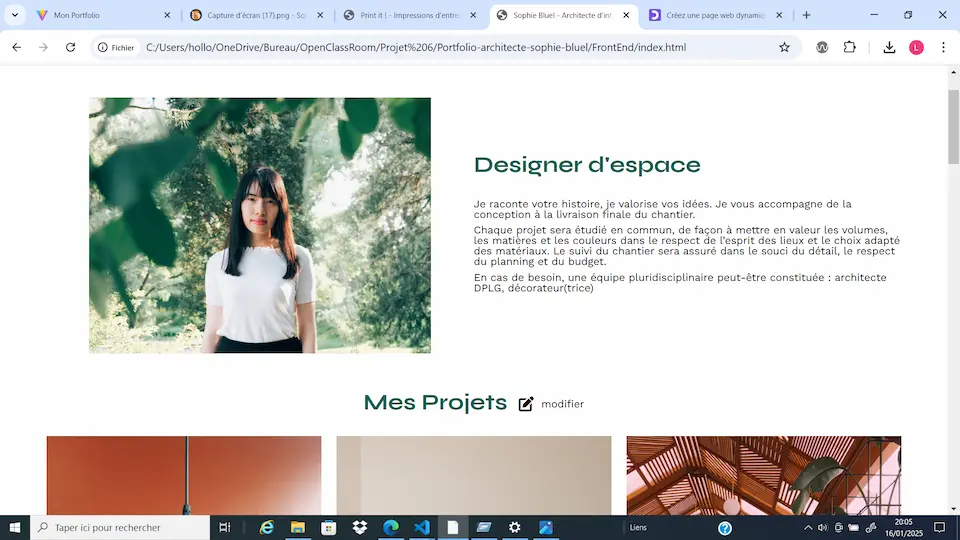 Mon Portfolio
Capture d'écran (17).png - So
Print it ! - Impressions d'entre
Sophie Bluel - Architecte d'int
Créez une page web dynamiq
Fichier
C:/Users/hollo/OneDrive/Bureau/OpenClassRoom/Projet%206/Portfolio-architecte-sophie-bluel/FrontEnd/index.html
L
Designer d'espace
Je raconte votre histoire, je valorise vos idées. Je vous accompagne de la
conception à la livraison finale du chantier.
Chaque projet sera étudié en commun, de façon à mettre en valeur les volumes,
les matières et les couleurs dans le respect de l'esprit des lieux et le choix adapté
des matériaux. Le suivi du chantier sera assuré dans le souci du détail, le respect
du planning et du budget.
En cas de besoin, une équipe pluridisciplinaire peut-être constituée : architecte
DPLG, décorateur(trice)
Mes Projets
modifier
Taper ici pour rechercher
Liens
20:05
16/01/2025